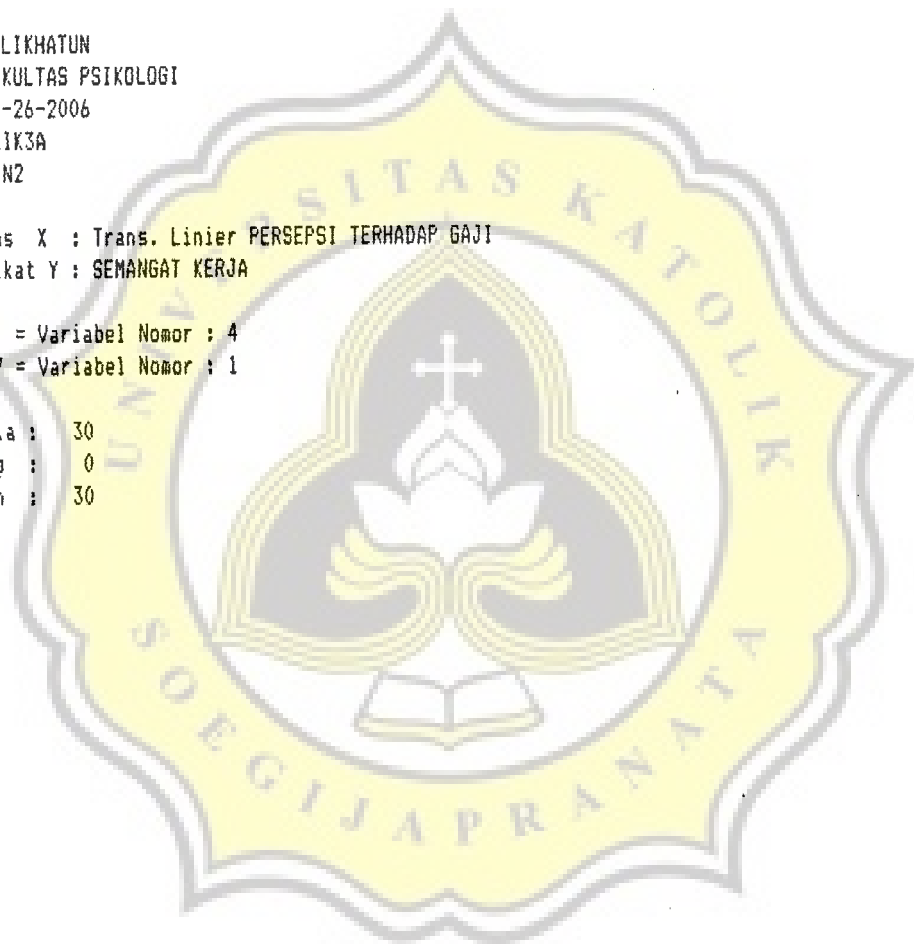 LIKHATUN
KULTAS PSIKOLOGI
-26-2006
IK3A
N2
as X : Trans. Linier PERSEPSI TERHADAP GAJI
kat Y : SEMANGAT KERJA
= Variabel Nomor : 4
= Variabel Nomor : 1
a : 30
: 0
: 30
UNIVERSITAS KATOLIK
SOEGIJAPRANATA